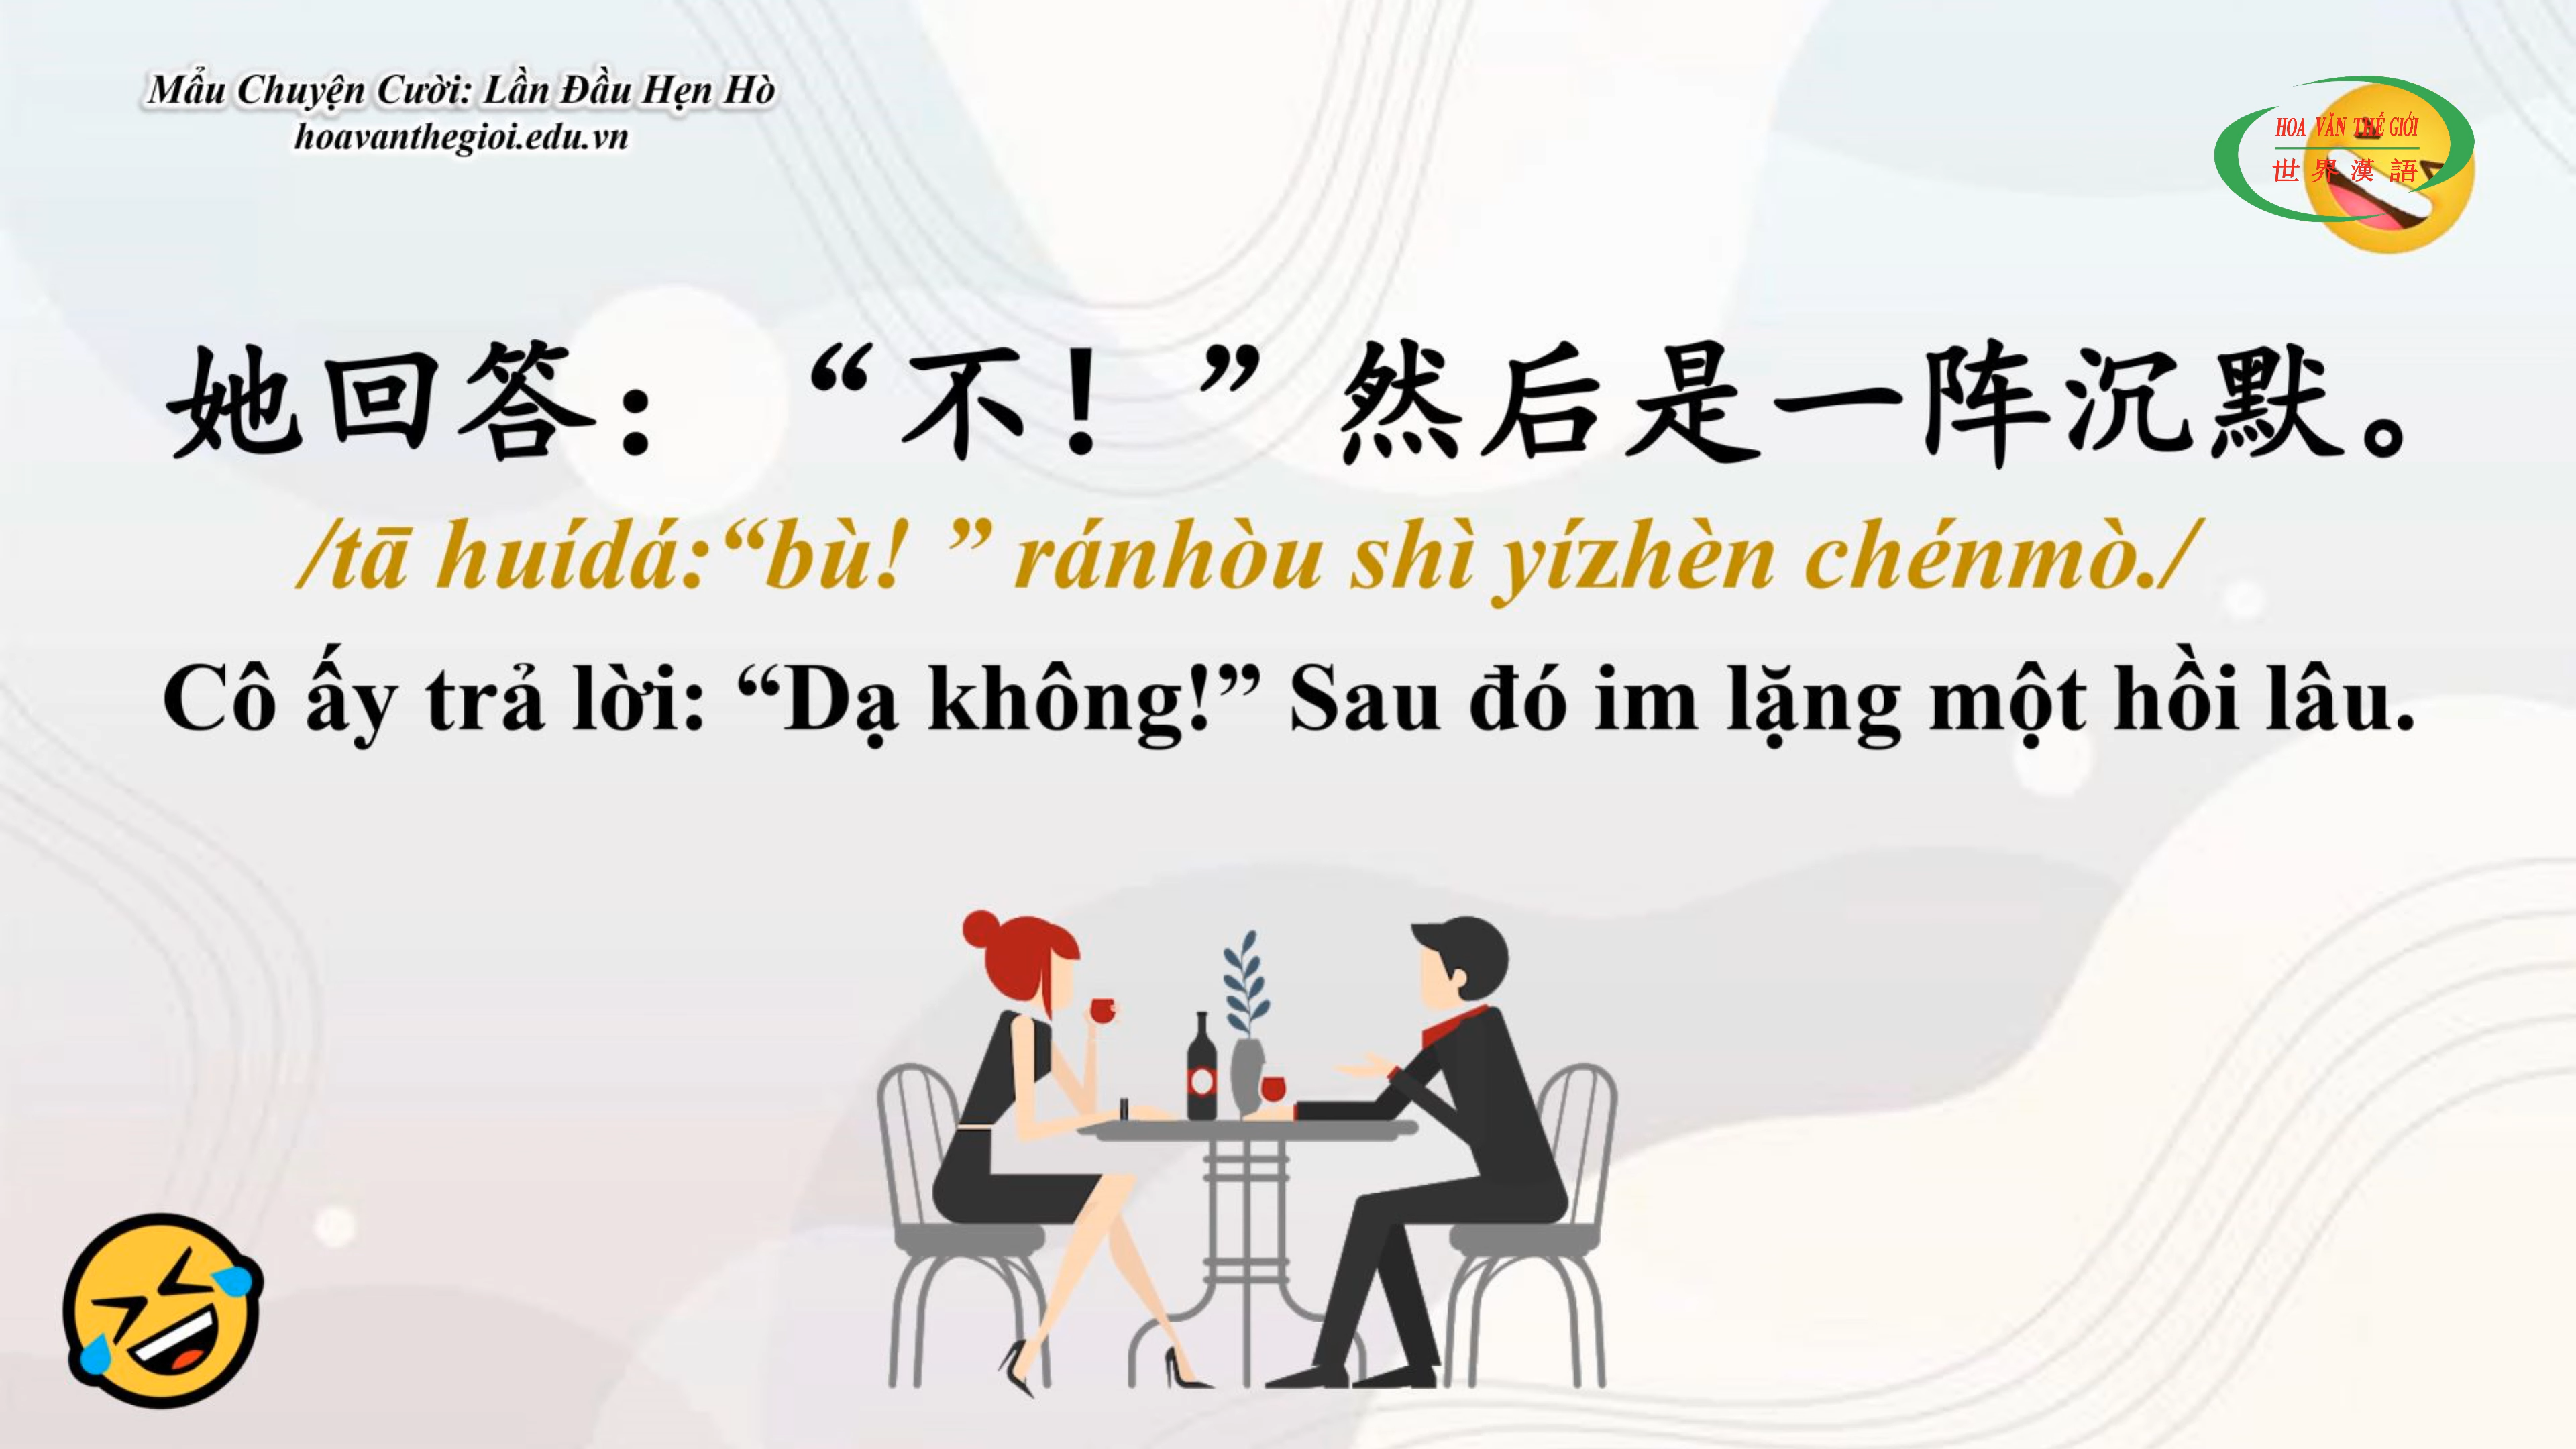 Mẩu Chuyện Cười: Lần Đầu Hẹn Hò
hoavanthegioi.edu.vn
HOA VĂN THẾ GIỚI
世界漢語
她回答：“不！”然后是一阵沉默。
/tā huídá:“bù! ” ránhòu shì yízhèn chénmò./
Cô ấy trả lời: “Dạ không!” Sau đó im lặng một hồi lâu.